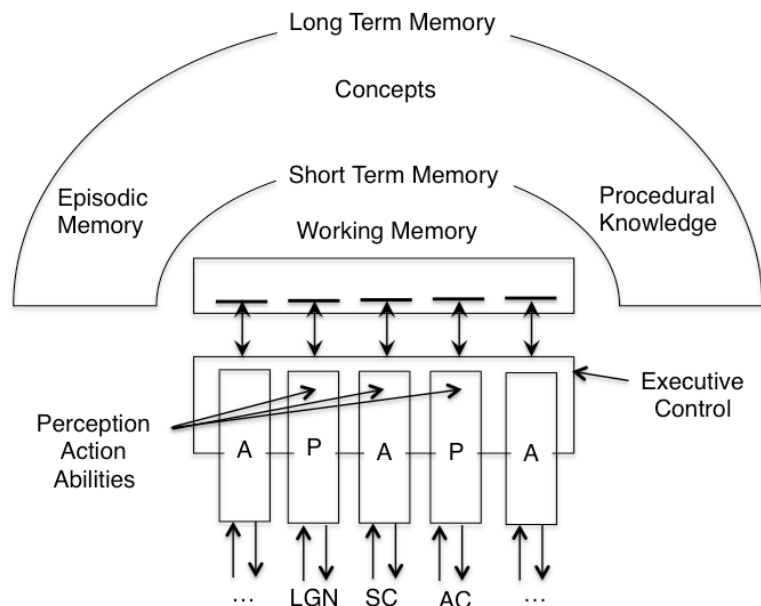 Long Term Memory
Concepts
Short Term Memory
Episodic
Memory
Procedural
Knowledge
Working Memory
Executive
Control
Perception
Action
Abilities
A P A P A
... LGN SC AC ...